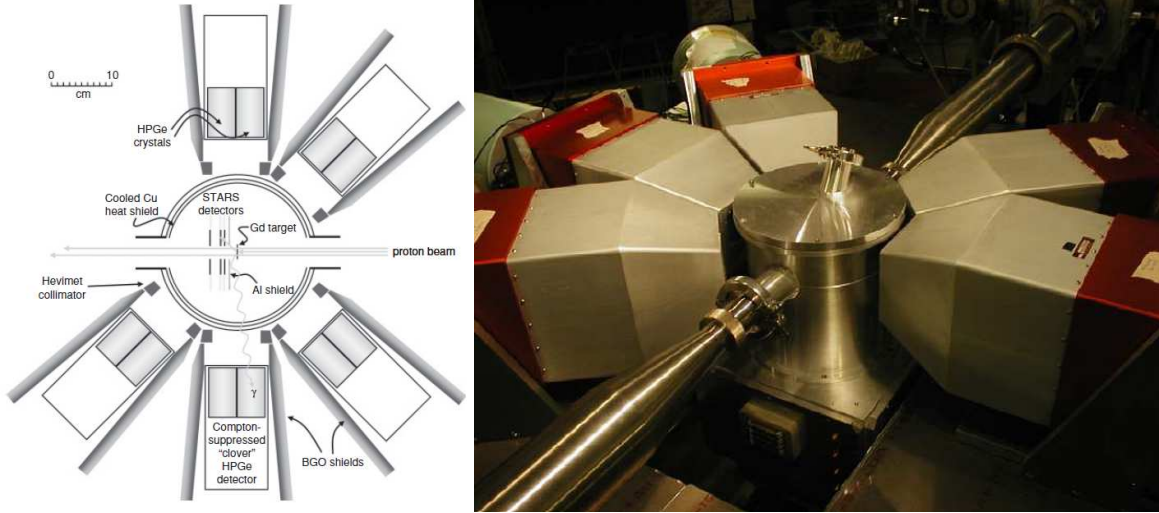 0 10
cm
HPGe
crystals
Cooled Cu
heat shield
STARS
detectors
Gd target
proton beam
Hevimet
collimator
Al shield
γ
Compton-
suppressed
"clover"
HPGe
detector
BGO shields